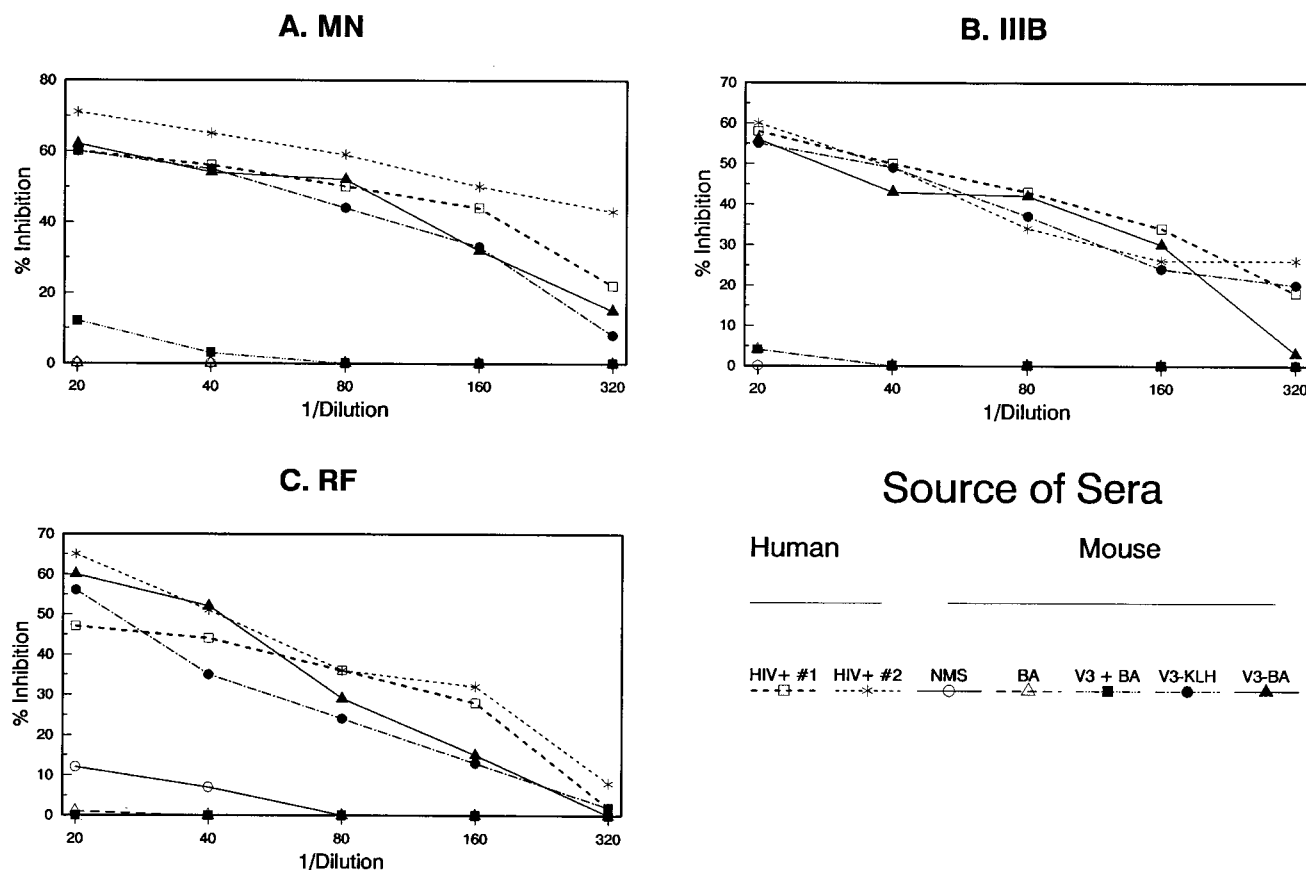 A. MN
80
60
40
20
0
% Inhibition
20 40 80 160 320
1/Dilution
B. IIIB
70
60
50
40
30
20
10
0
% Inhibition
20 40 80 160 320
1/Dilution
C. RF
70
60
50
40
30
20
10
0
% Inhibition
20 40 80 160 320
1/Dilution
Source of Sera
Human Mouse
HIV+ #1 HIV+ #2 NMS BA V3 + BA V3-KLH V3-BA